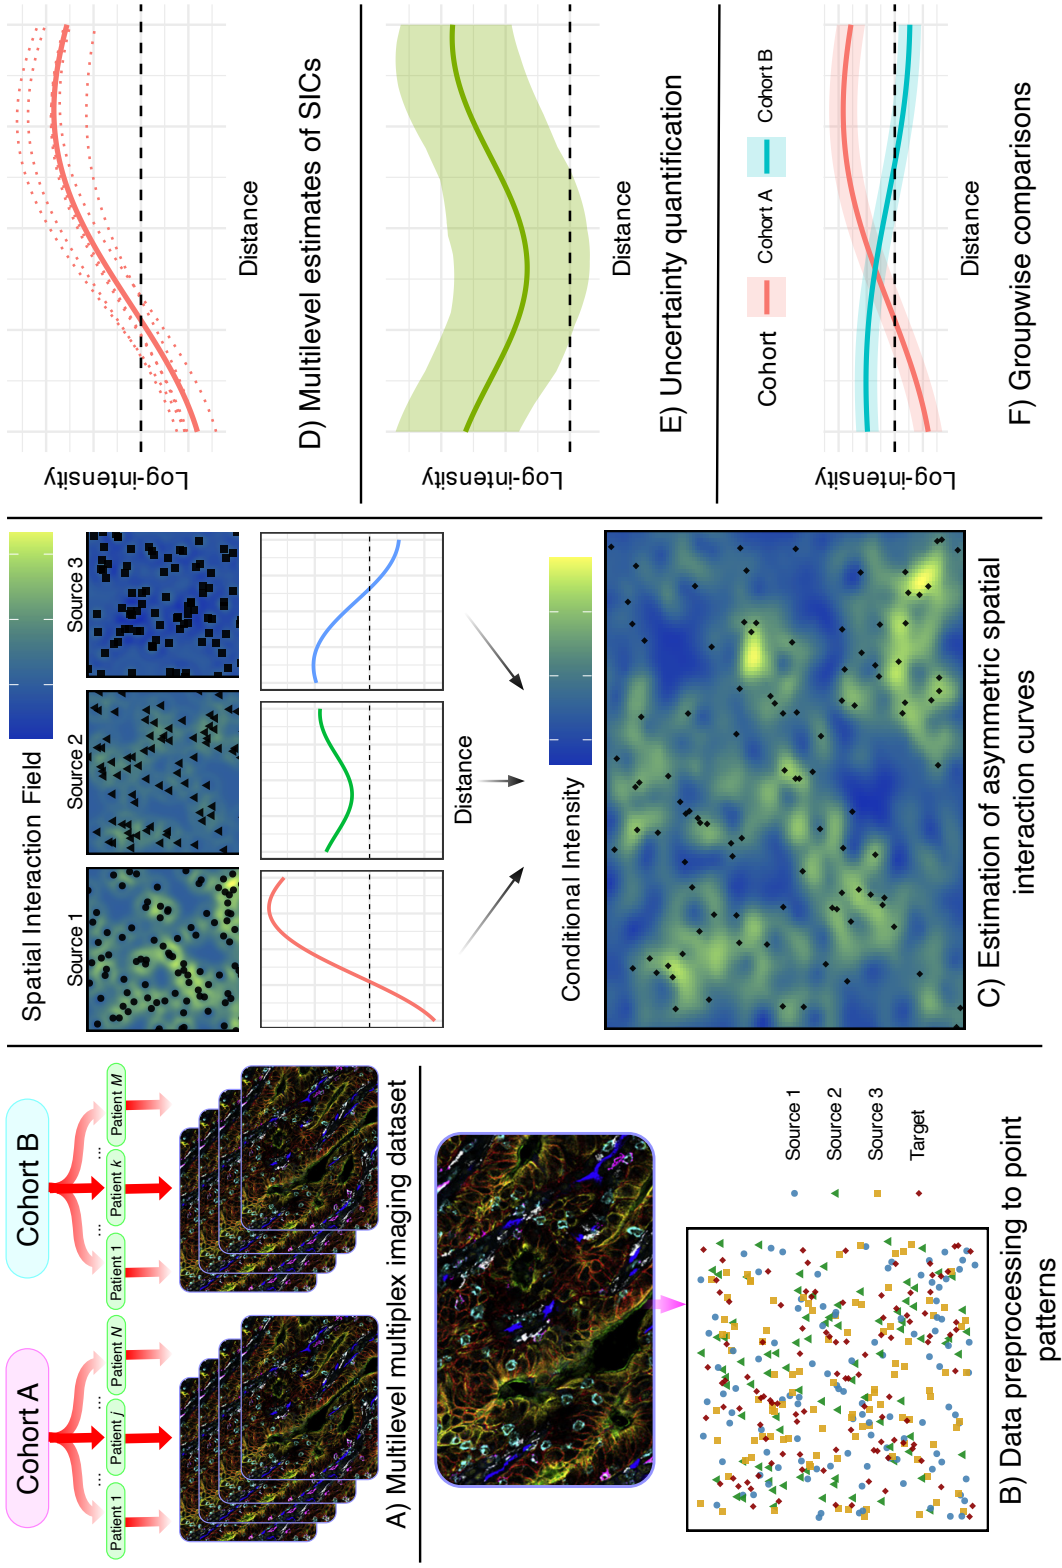 Cohort A
Patient 1
...
Patient j
...
Patient N
Cohort B
Patient 1
...
Patient k
...
Patient M
A) Multilevel multiplex imaging dataset
Source 1
Source 2
Source 3
Target
B) Data preprocessing to point
patterns
Spatial Interaction Field
Source 1
Source 2
Source 3
Distance
Conditional Intensity
C) Estimation of asymmetric spatial
interaction curves
Log-intensity
Distance
D) Multilevel estimates of SICs
Log-intensity
Distance
E) Uncertainty quantification
Cohort
Cohort A
Cohort B
Log-intensity
Distance
F) Groupwise comparisons